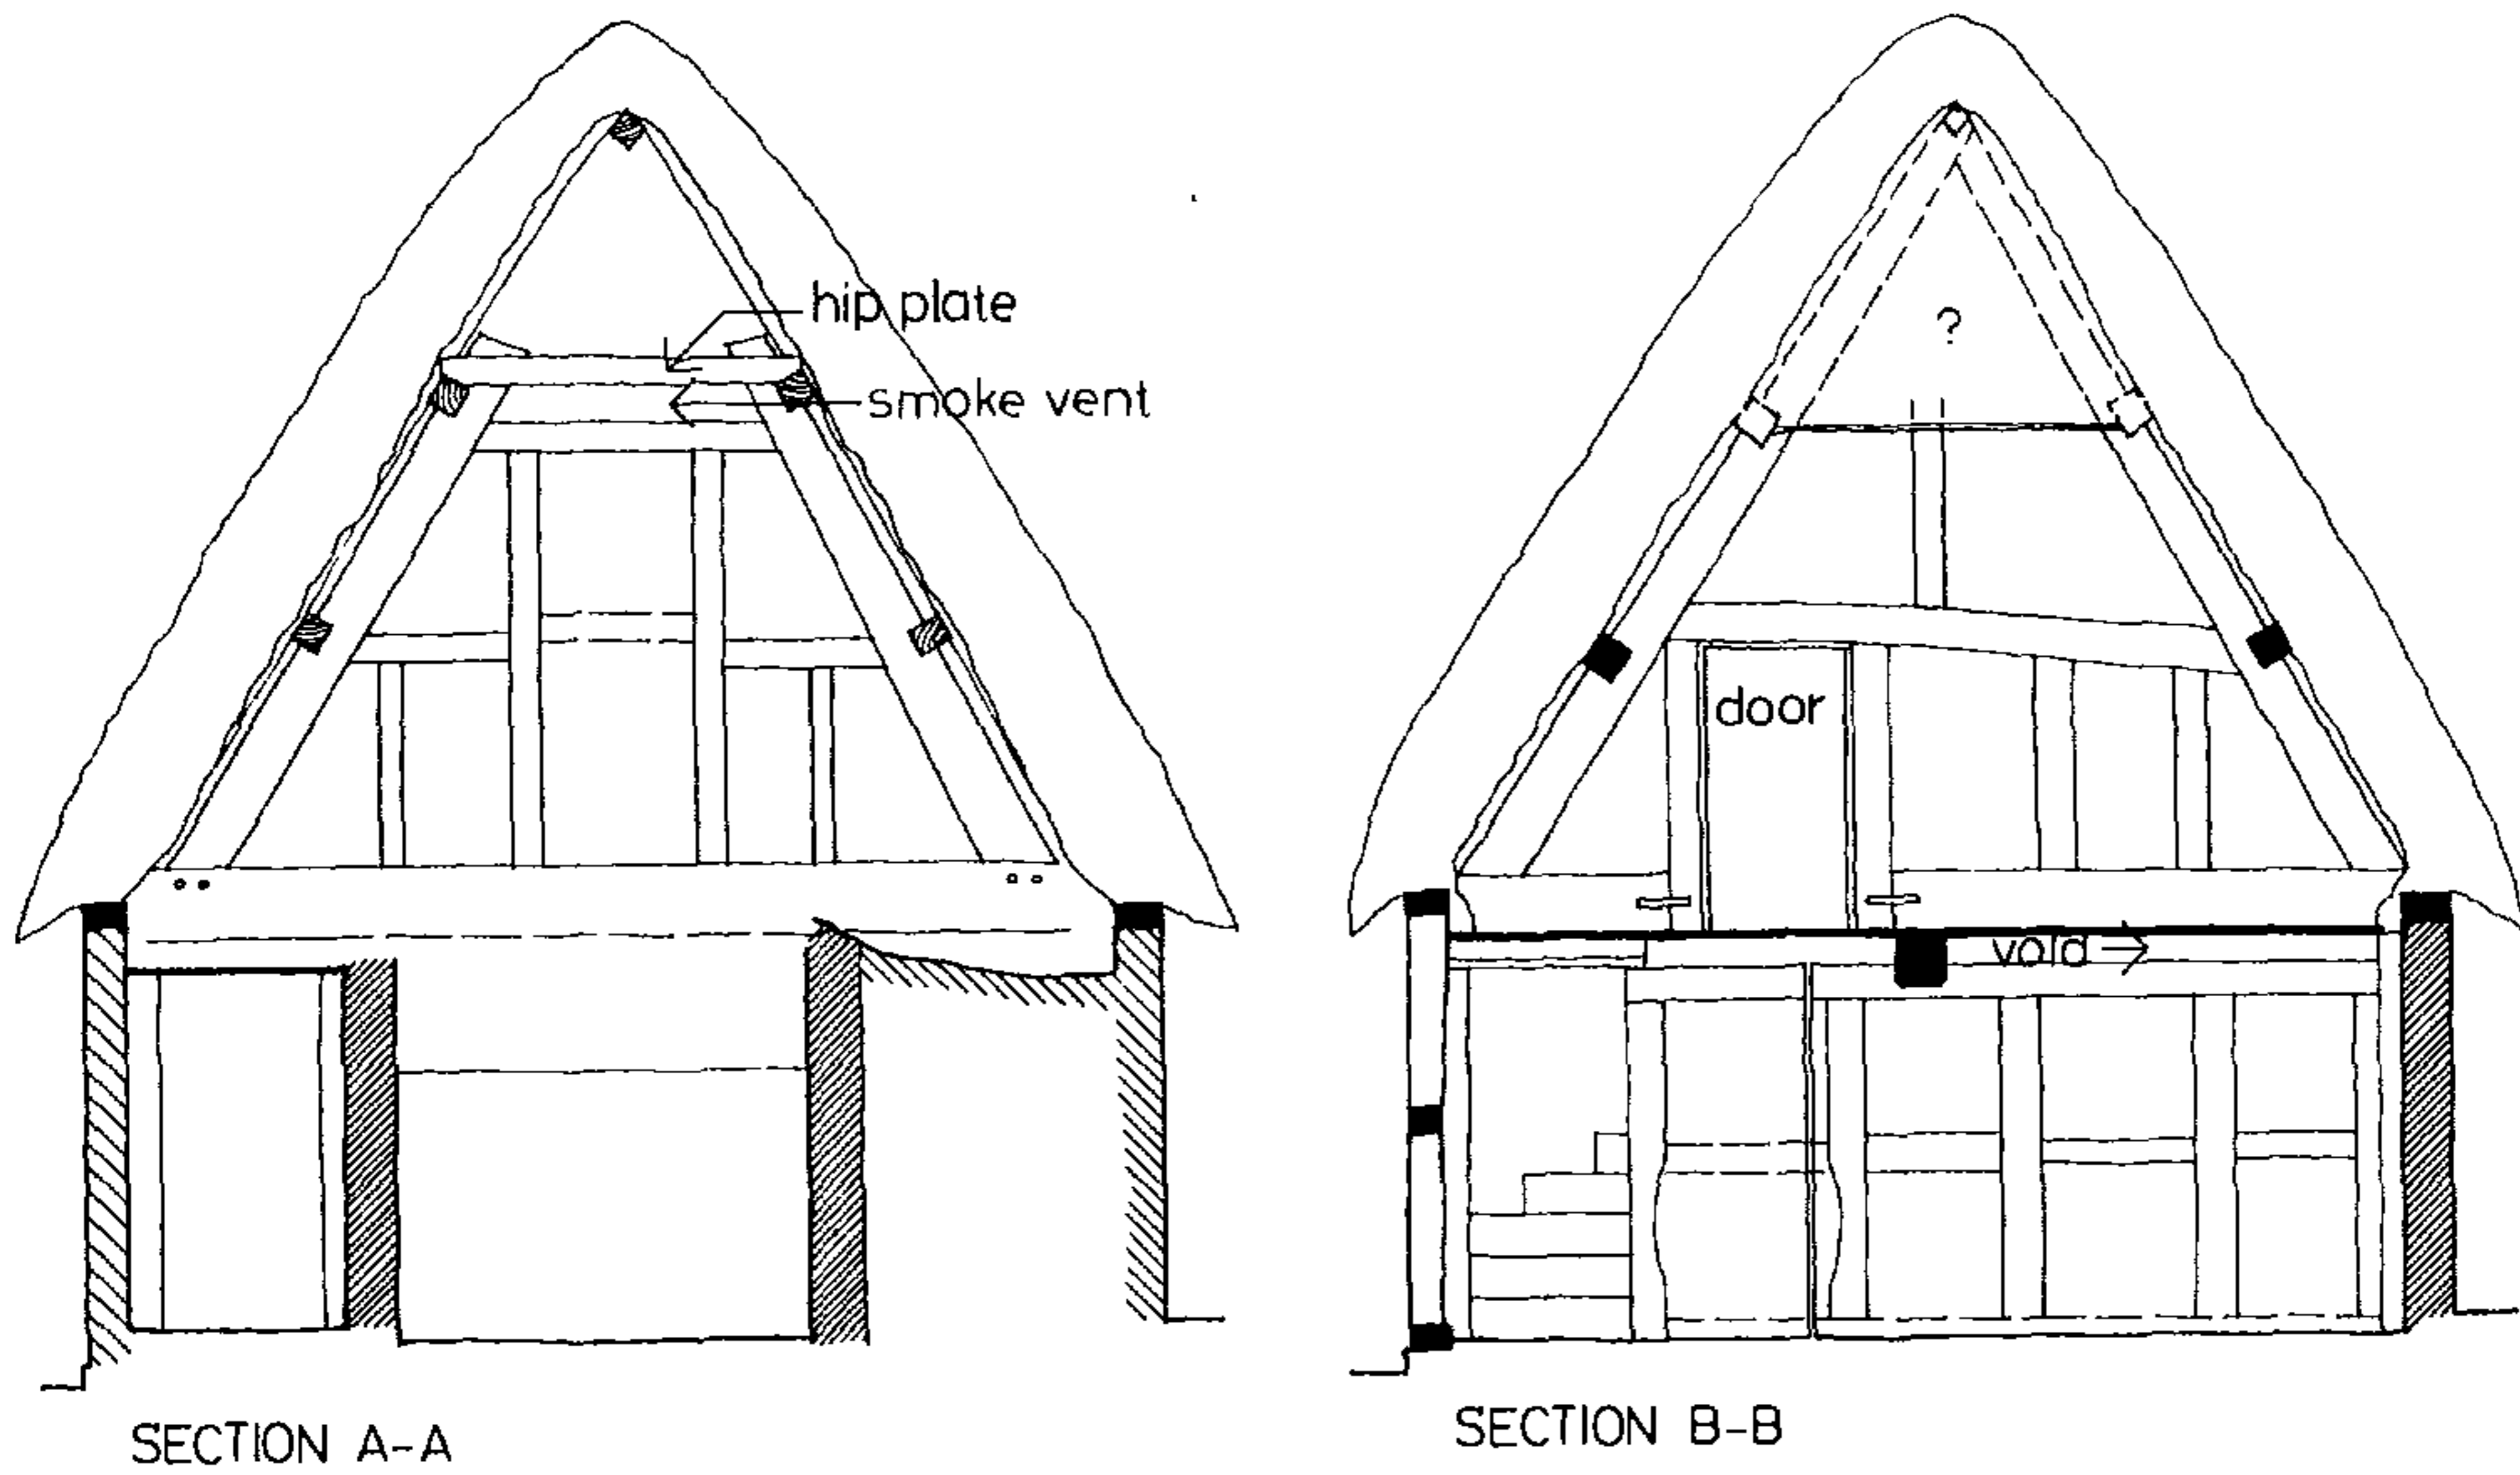 hip plate
smoke vent
?
door
void →
SECTION A-A
SECTION B-B